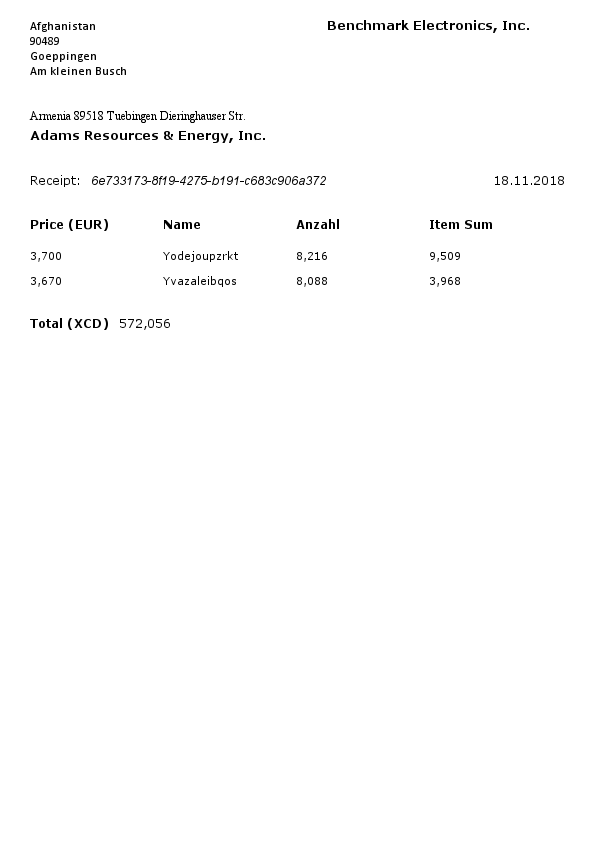 Afghanistan
90489
Goeppingen
Am kleinen Busch
Benchmark Electronics, Inc.
Armenia 89518 Tuebingen Dieringhauser Str.
Adams Resources & Energy, Inc.
Receipt: 6e733173-8f19-4275-b191-c683c906a372 18.11.2018
Price (EUR) Name Anzahl Item Sum
3,700 Yodejoupzrkt 8,216 9,509
3,670 Yvazaleibqos 8,088 3,968
Total (XCD) 572,056